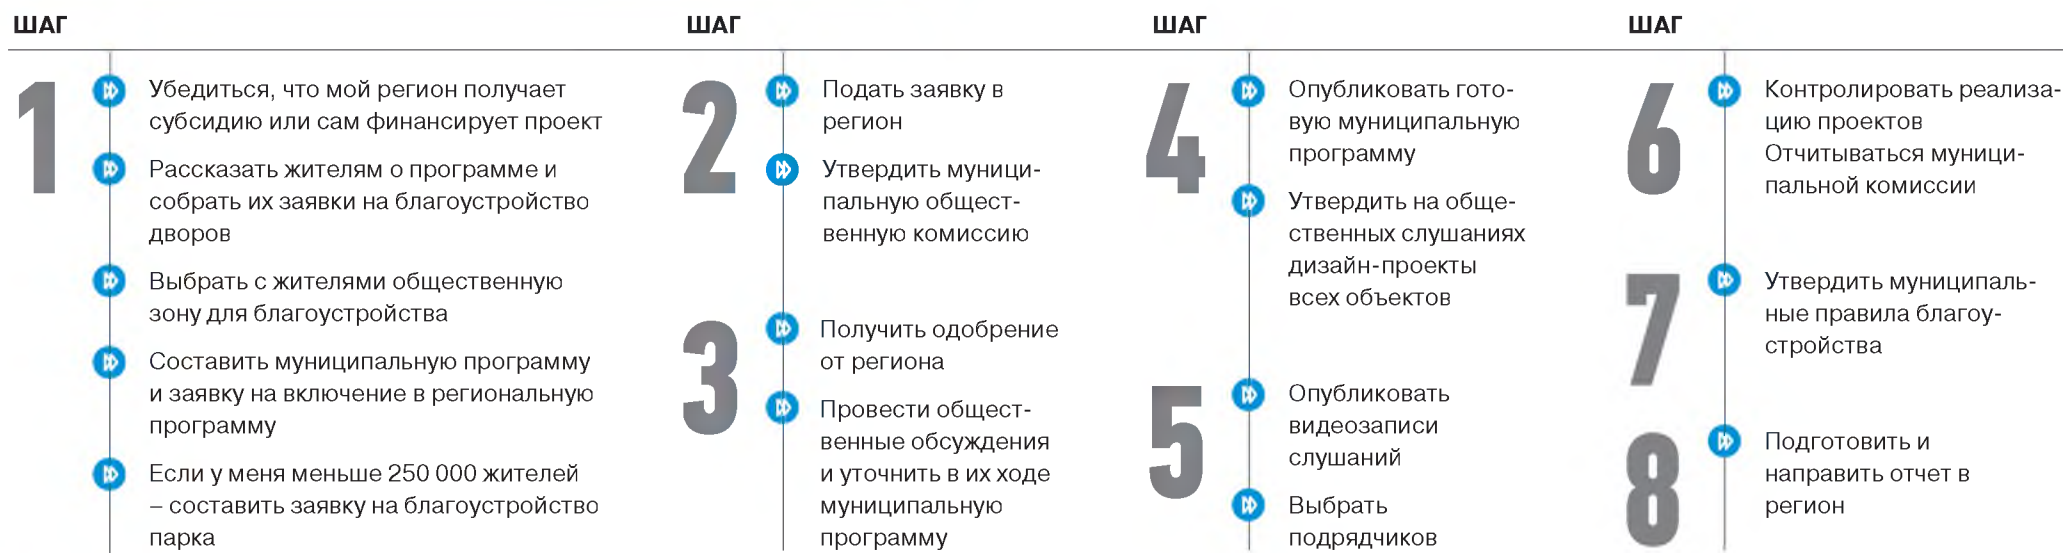 ШАГ
1
Убедиться, что мой регион получает
субсидию или сам финансирует проект
Рассказать жителям о программе и
собрать их заявки на благоустройство
дворов
Выбрать с жителями общественную
зону для благоустройства
Составить муниципальную программу
и заявку на включение в региональную
программу
Если у меня меньше 250 000 жителей
– составить заявку на благоустройство
парка
ШАГ
2
Подать заявку в
регион
Утвердить муници-
пальную общест-
венную комиссию
3
Получить одобрение
от региона
Провести общест-
венные обсуждения
и уточнить в их ходе
муниципальную
программу
ШАГ
4
Опубликовать гото-
вую муниципальную
программу
Утвердить на обще-
ственных слушаниях
дизайн-проекты
всех объектов
5
Опубликовать
видеозаписи
слушаний
Выбрать
подрядчиков
ШАГ
6
Контролировать реализа-
цию проектов
Отчитываться муници-
пальной комиссии
7
Утвердить муниципаль-
ные правила благоу-
стройства
8
Подготовить и
направить отчет в
регион